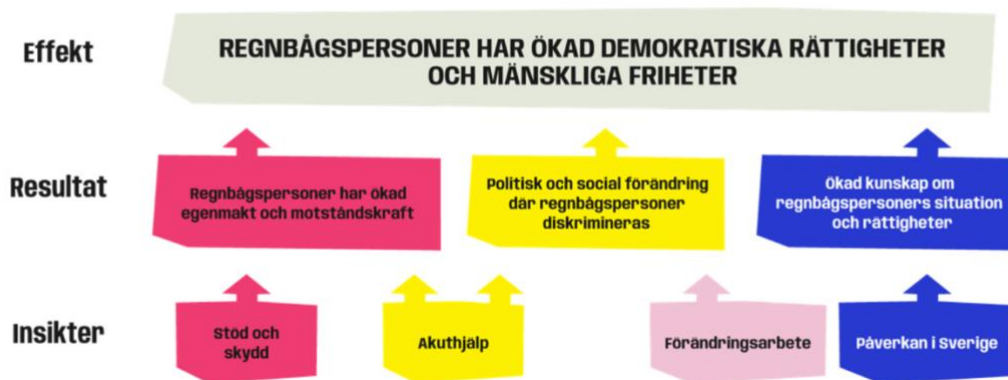 Effekt
REGNBÅGSPERSONER HAR ÖKAD DEMOKRATISKA RÄTTIGHETER
OCH MÄNSKLIGA FRIHETER
Resultat
Regnbågspersoner har ökad
egenmakt och motståndskraft
Politisk och social förändring
där regnbågspersoner
diskrimineras
Ökad kunskap om
regnbågspersoners situation
och rättigheter
Insikter
Stöd och
skydd
Akuthjälp
Förändringsarbete
Påverkan i Sverige